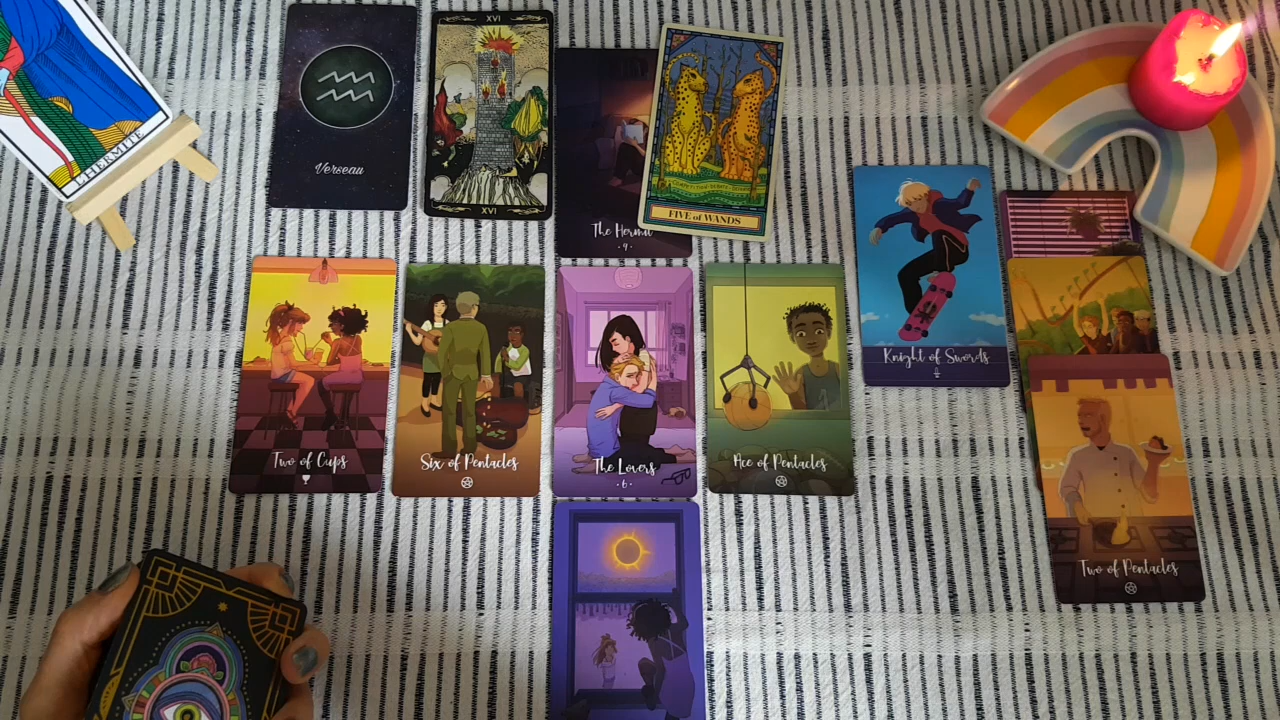 L'HERMITE
Verseau
XVI
XVI
The Hermit
· 9 ·
FIVE of WANDS
Knight of Swords
Two of Cups
Six of Pentacles
The Lovers
· 6 ·
Ace of Pentacles
Two of Pentacles